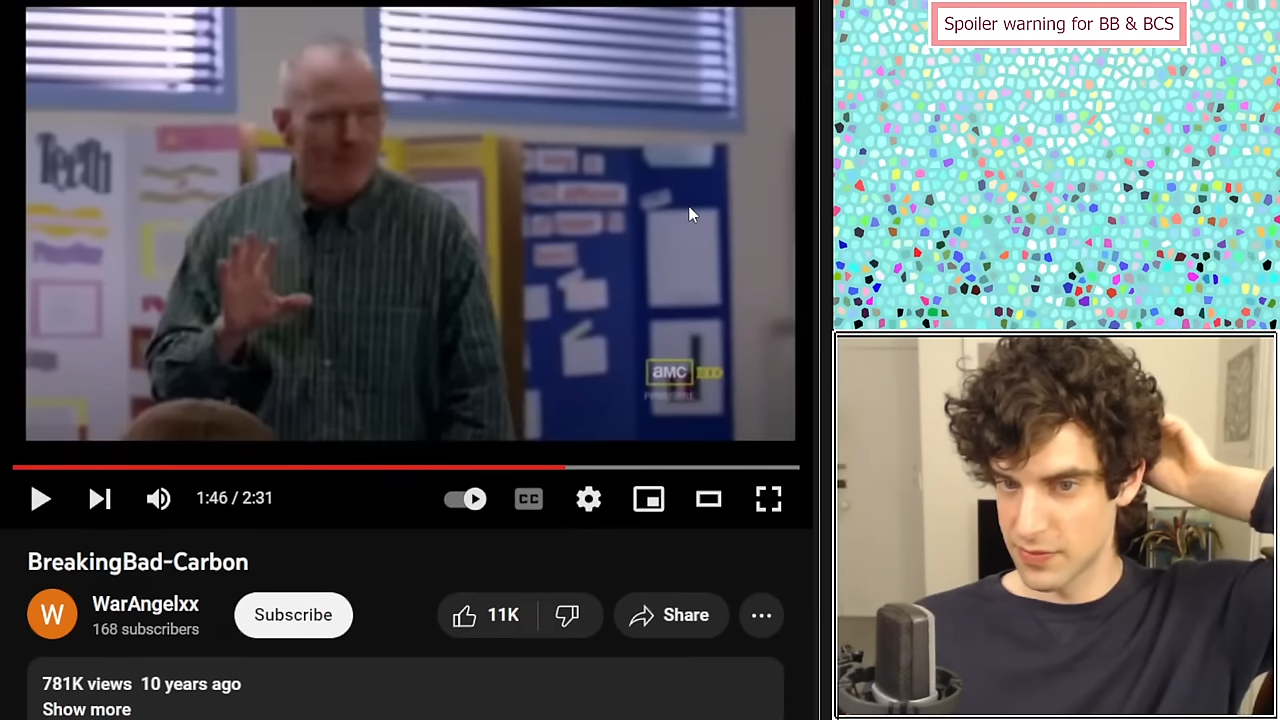 Spoiler warning for BB & BCS
Teeth
amc
1:46 / 2:31
CC
BreakingBad-Carbon
W
WarAngelxx
168 subscribers
Subscribe
11K
Share
781K views 10 years ago
Show more